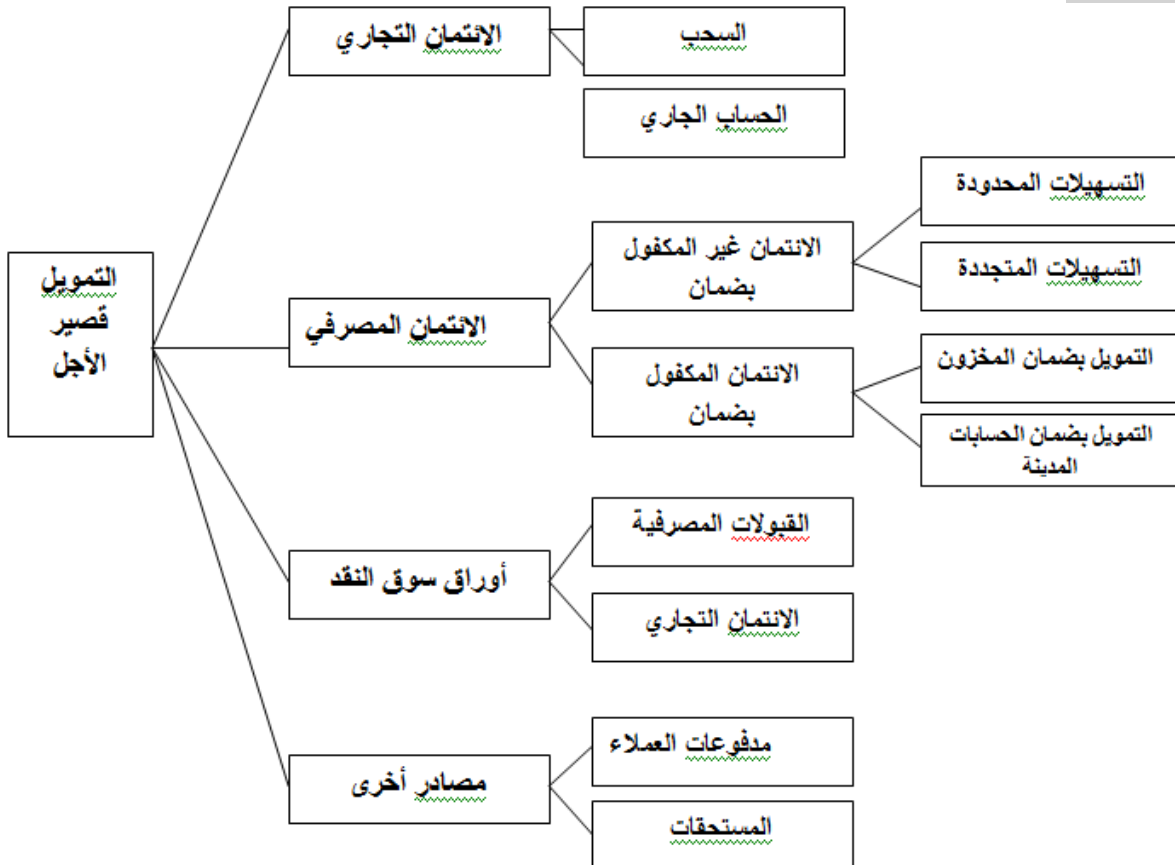 التمويل
قصير
الأجل
الائتمان التجاري
السحب
الحساب الجاري
الائتمان المصرفي
الائتمان غير المكفول
بضمان
التسهيلات المحدودة
التسهيلات المتجددة
الائتمان المكفول
بضمان
التمويل بضمان المخزون
التمويل بضمان الحسابات
المدينة
أوراق سوق النقد
القبولات المصرفية
الائتمان التجاري
مصادر أخرى
مدفوعات العملاء
المستحقات